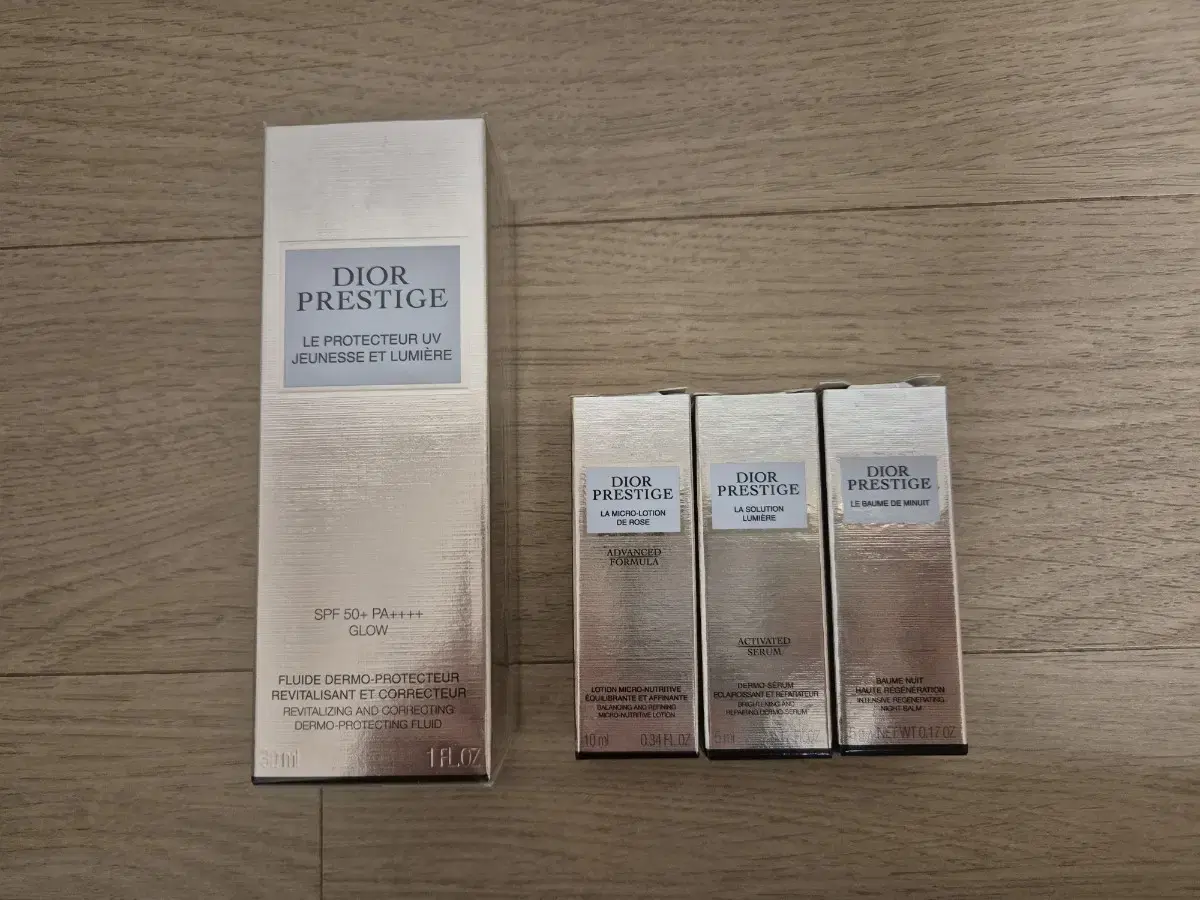 DIOR
PRESTIGE
LE PROTECTEUR UV
JEUNESSE ET LUMIÈRE
SPF 50+ PA++++
GLOW
FLUIDE DERMO-PROTECTEUR
REVITALISANT ET CORRECTEUR
REVITALIZING AND CORRECTING
DERMO-PROTECTING FLUID
30 ml 1 FL.OZ
DIOR
PRESTIGE
LA MICRO-LOTION
DE ROSE
ADVANCED
FORMULA
LOTION MICRO-NUTRITIVE
ÉQUILIBRANTE ET AFFINANTE
BALANCING AND REFINING
MICRO-NUTRITIVE LOTION
10 ml 0.34 FL.OZ
DIOR
PRESTIGE
LA SOLUTION
LUMIÈRE
ACTIVATED
SERUM
DERMO-SÉRUM
ÉCLAIRCISSANT ET RÉPARATEUR
BRIGHTENING AND
REPAIRING DERMO-SERUM
5 ml FL.OZ
DIOR
PRESTIGE
LE BAUME DE MINUIT
BAUME NUIT
HAUTE RÉGÉNÉRATION
INTENSIVE REGENERATING
NIGHT BALM
NET WT 0.17 OZ